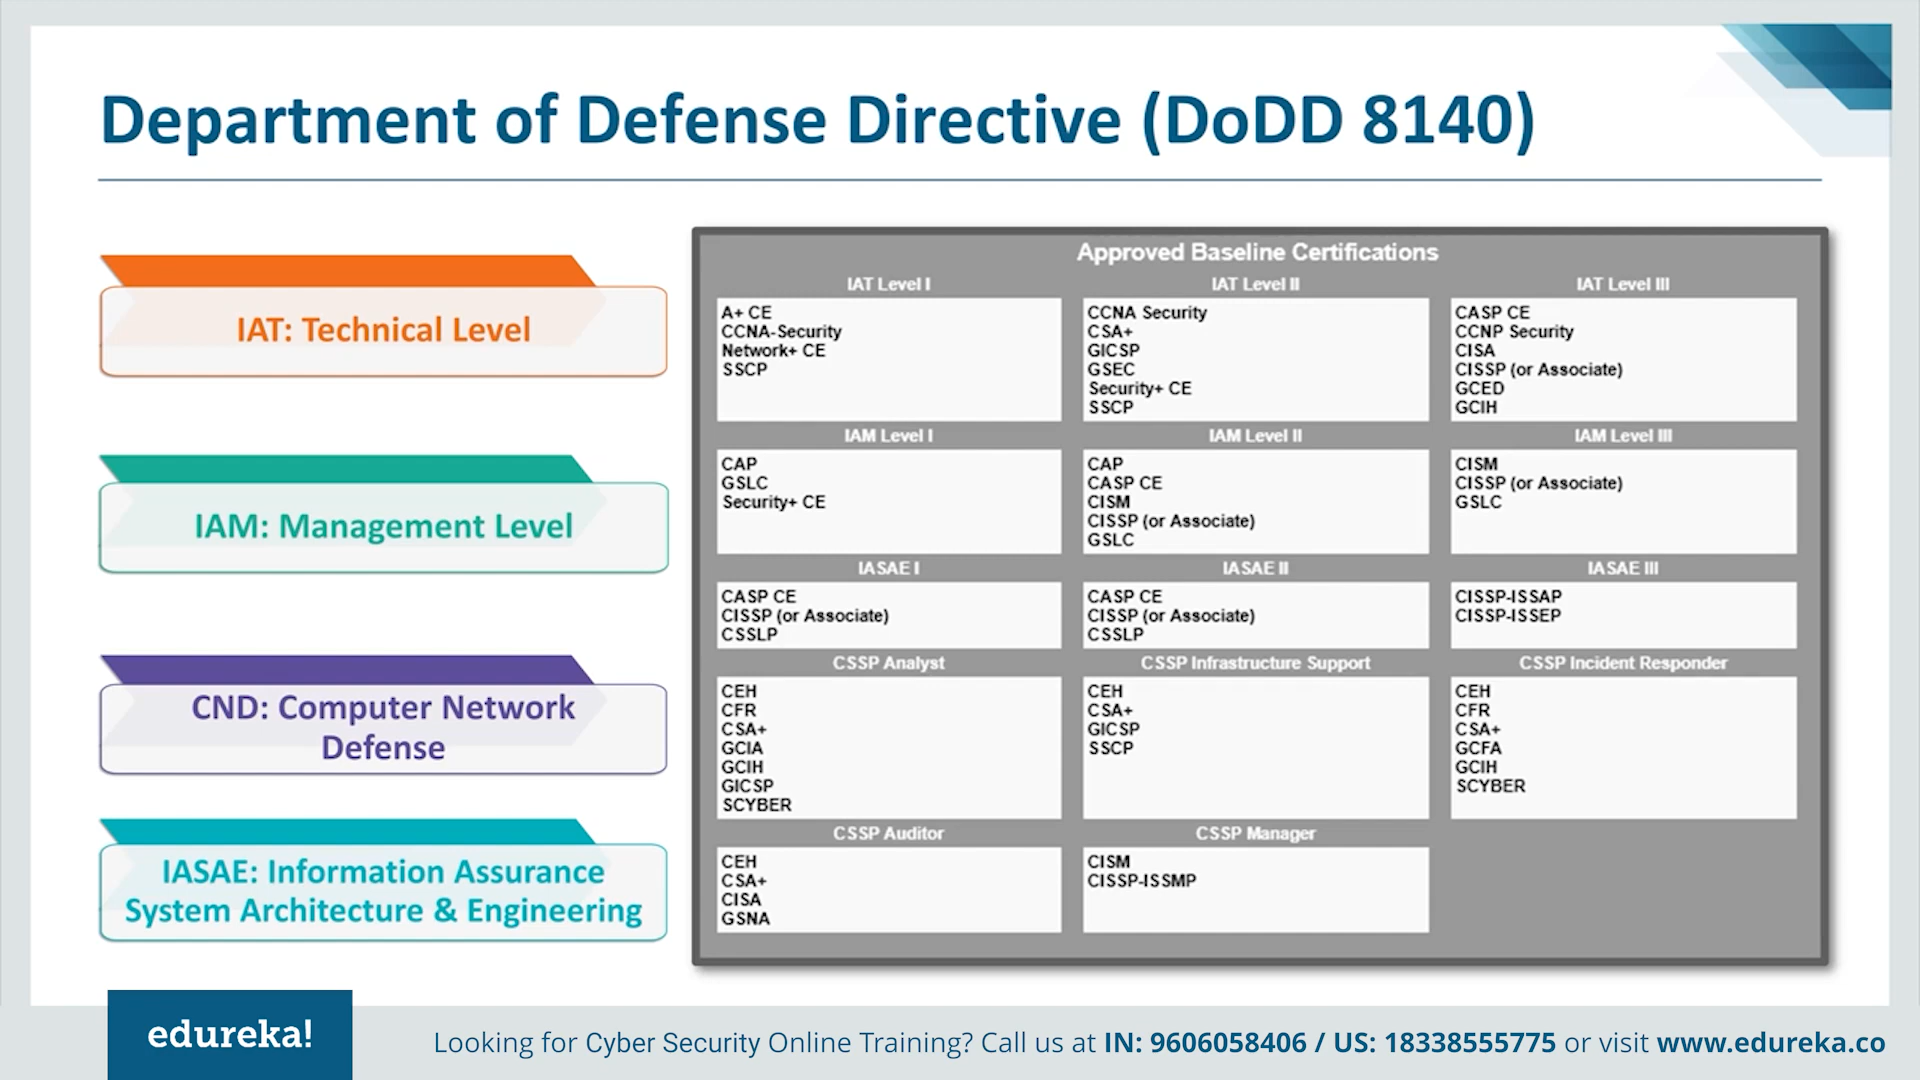 Department of Defense Directive (DoDD 8140)
IAT: Technical Level
IAM: Management Level
CND: Computer Network
Defense
IASAE: Information Assurance
System Architecture & Engineering
Approved Baseline Certifications
IAT Level I
A+ CE
CCNA-Security
Network+ CE
SSCP
IAT Level II
CCNA Security
CSA+
GICSP
GSEC
Security+ CE
SSCP
IAT Level III
CASP CE
CCNP Security
CISA
CISSP (or Associate)
GCED
GCIH
IAM Level I
CAP
GSLC
Security+ CE
IAM Level II
CAP
CASP CE
CISM
CISSP (or Associate)
GSLC
IAM Level III
CISM
CISSP (or Associate)
GSLC
IASAE I
CASP CE
CISSP (or Associate)
CSSLP
IASAE II
CASP CE
CISSP (or Associate)
CSSLP
IASAE III
CISSP-ISSAP
CISSP-ISSEP
CSSP Analyst
CEH
CFR
CSA+
GCIA
GCIH
GICSP
SCYBER
CSSP Infrastructure Support
CEH
CSA+
GICSP
SSCP
CSSP Incident Responder
CEH
CFR
CSA+
GCFA
GCIH
SCYBER
CSSP Auditor
CEH
CSA+
CISA
GSNA
CSSP Manager
CISM
CISSP-ISSMP
edureka!
Looking for Cyber Security Online Training? Call us at IN: 9606058406 / US: 18338555775 or visit www.edureka.co